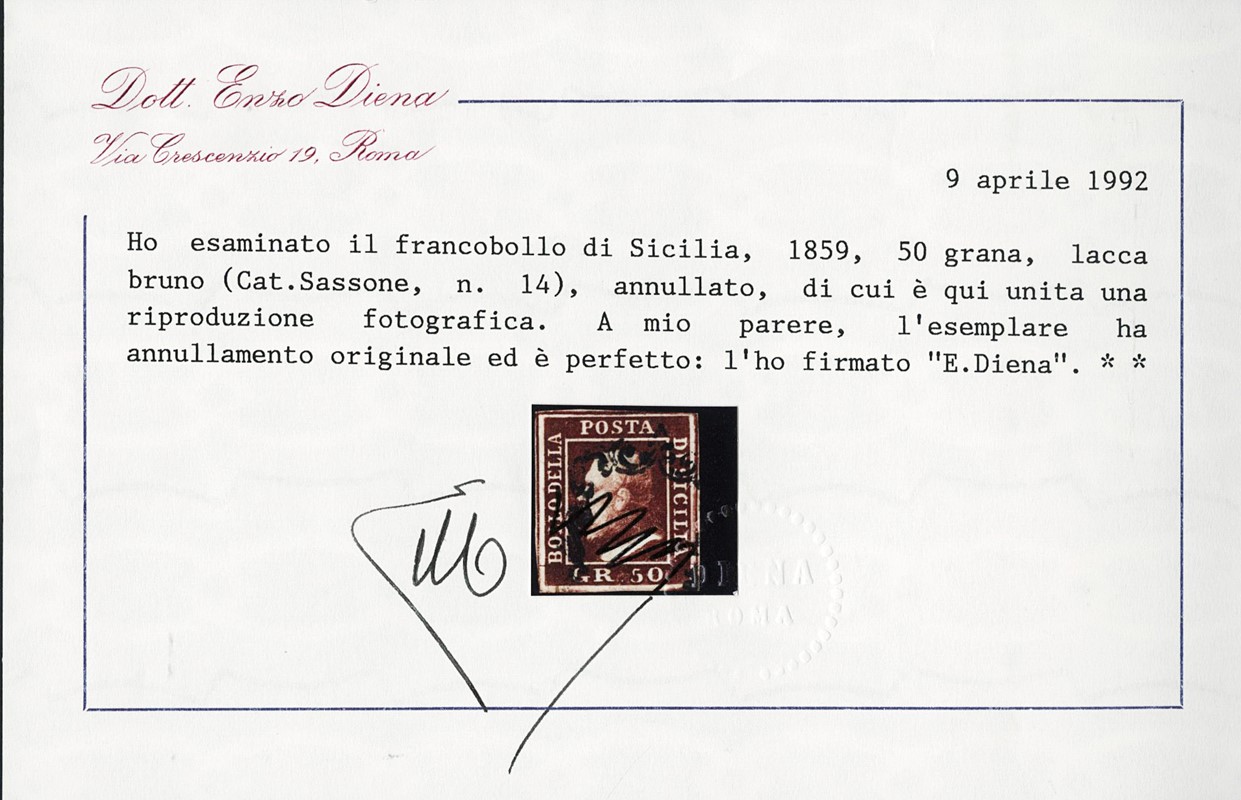 Dott. Enzo Diena
Via Crescenzio 19, Roma
9 aprile 1992
Ho esaminato il francobollo di Sicilia, 1859, 50 grana, lacca
bruno (Cat.Sassone, n. 14), annullato, di cui è qui unita una
riproduzione fotografica. A mio parere, l'esemplare ha
annullamento originale ed è perfetto: l'ho firmato "E.Diena". * *
POSTA
BOLLO DELLA
DI SICILIA
GR. 50